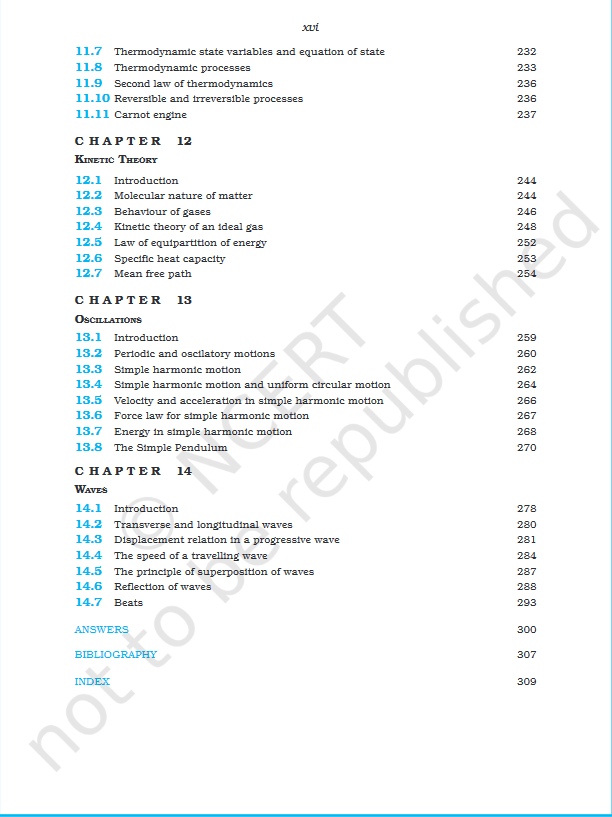 xvi
11.7 Thermodynamic state variables and equation of state 232
11.8 Thermodynamic processes 233
11.9 Second law of thermodynamics 236
11.10 Reversible and irreversible processes 236
11.11 Carnot engine 237
CHAPTER 12
KINETIC THEORY
12.1 Introduction 244
12.2 Molecular nature of matter 244
12.3 Behaviour of gases 246
12.4 Kinetic theory of an ideal gas 248
12.5 Law of equipartition of energy 252
12.6 Specific heat capacity 253
12.7 Mean free path 254
CHAPTER 13
OSCILLATIONS
13.1 Introduction 259
13.2 Periodic and oscilatory motions 260
13.3 Simple harmonic motion 262
13.4 Simple harmonic motion and uniform circular motion 264
13.5 Velocity and acceleration in simple harmonic motion 266
13.6 Force law for simple harmonic motion 267
13.7 Energy in simple harmonic motion 268
13.8 The Simple Pendulum 270
CHAPTER 14
WAVES
14.1 Introduction 278
14.2 Transverse and longitudinal waves 280
14.3 Displacement relation in a progressive wave 281
14.4 The speed of a travelling wave 284
14.5 The principle of superposition of waves 287
14.6 Reflection of waves 288
14.7 Beats 293
ANSWERS 300
BIBLIOGRAPHY 307
INDEX 309
© NCERT
not to be republished